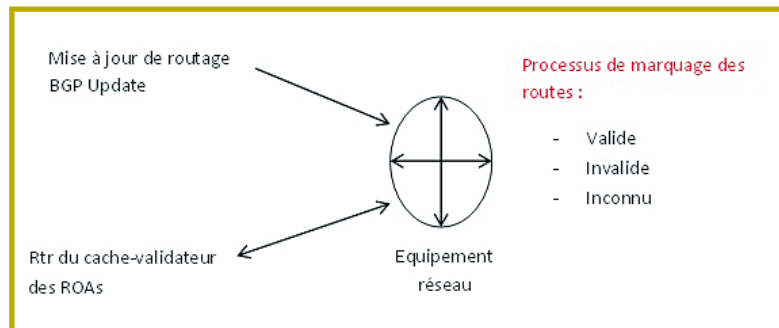 Mise à jour de routage
BGP Update
Processus de marquage des
routes :
- Valide
- Invalide
- Inconnu
Rtr du cache-validateur
des ROAs
Equipement
réseau